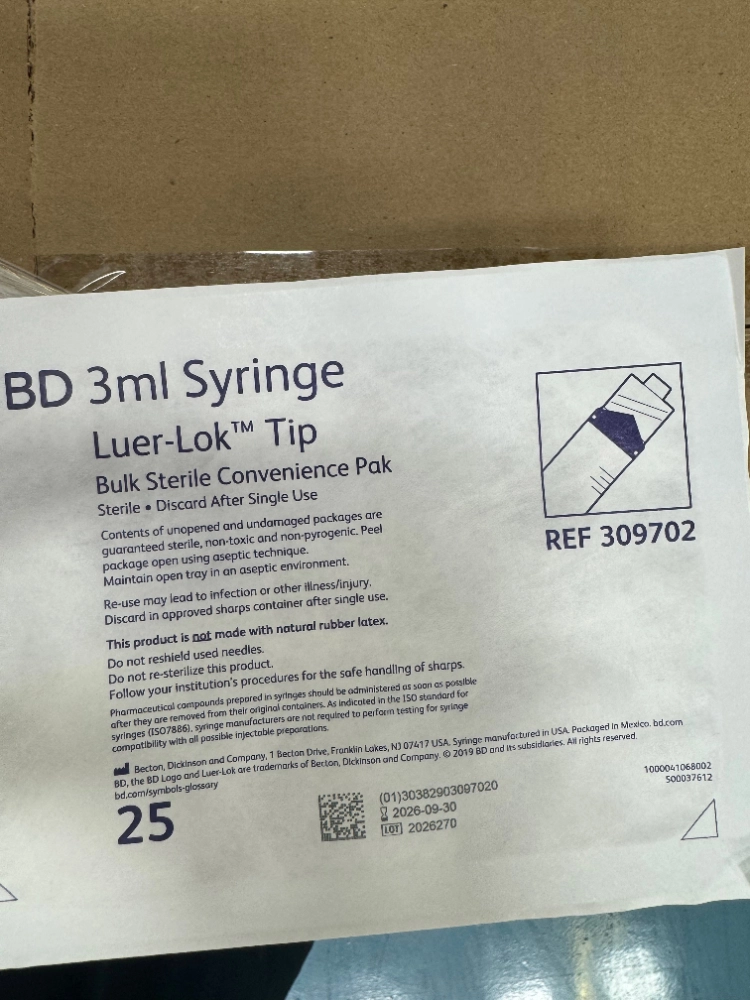 BD 3ml Syringe
Luer-Lok™ Tip
Bulk Sterile Convenience Pak
Sterile • Discard After Single Use
Contents of unopened and undamaged packages are
guaranteed sterile, non-toxic and non-pyrogenic. Peel
package open using aseptic technique.
Maintain open tray in an aseptic environment.
Re-use may lead to infection or other illness/injury.
Discard in approved sharps container after single use.
This product is not made with natural rubber latex.
Do not reshield used needles.
Do not re-sterilize this product.
Follow your institution's procedures for the safe handling of sharps.
Pharmaceutical compounds prepared in syringes should be administered as soon as possible
after they are removed from their original containers. As indicated in the ISO standard for
syringes (ISO7886), syringe manufacturers are not required to perform testing for syringe
compatibility with all possible injectable preparations.
Becton, Dickinson and Company, 1 Becton Drive, Franklin Lakes, NJ 07417 USA. Syringe manufactured in USA. Packaged in Mexico. bd.com
BD, the BD Logo and Luer-Lok are trademarks of Becton, Dickinson and Company. © 2019 BD and its subsidiaries. All rights reserved.
bd.com/symbols-glossary
25
(01)30382903097020
2026-09-30
LOT 2026270
REF 309702
1000041068002
S00037612